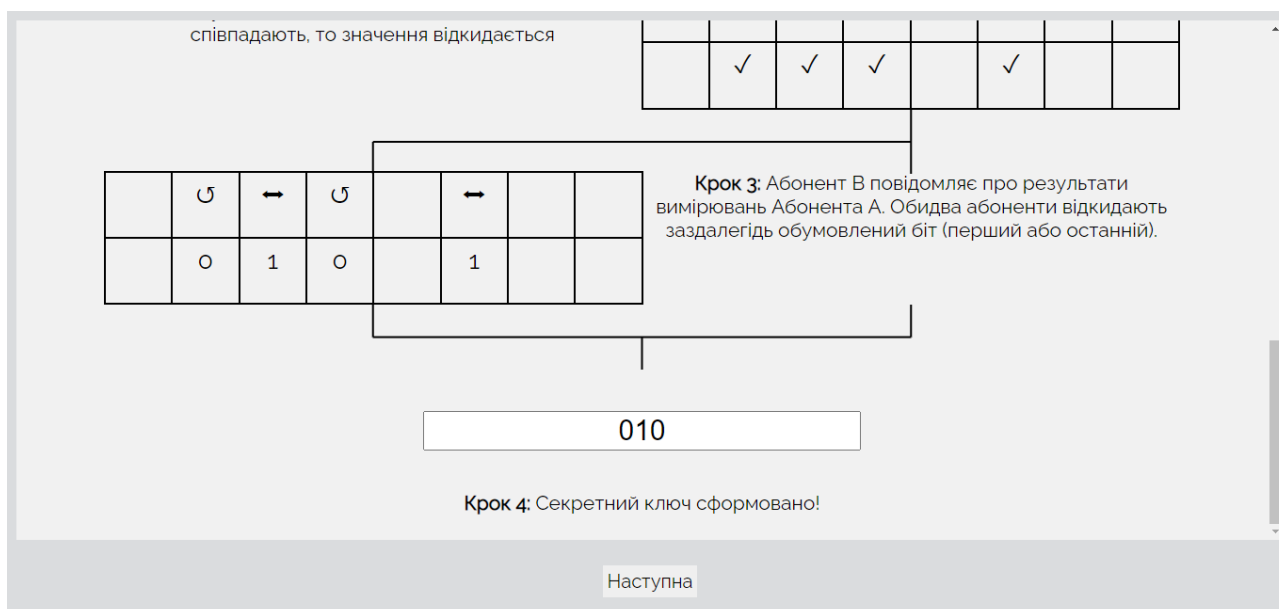 співпадають, то значення відкидається
✓ ✓ ✓ ✓
↺ ↔ ↺ ↔
0 1 0 1
Крок 3: Абонент В повідомляє про результати
вимірювань Абонента А. Обидва абоненти відкидають
заздалегідь обумовлений біт (перший або останній).
010
Крок 4: Секретний ключ сформовано!
Наступна